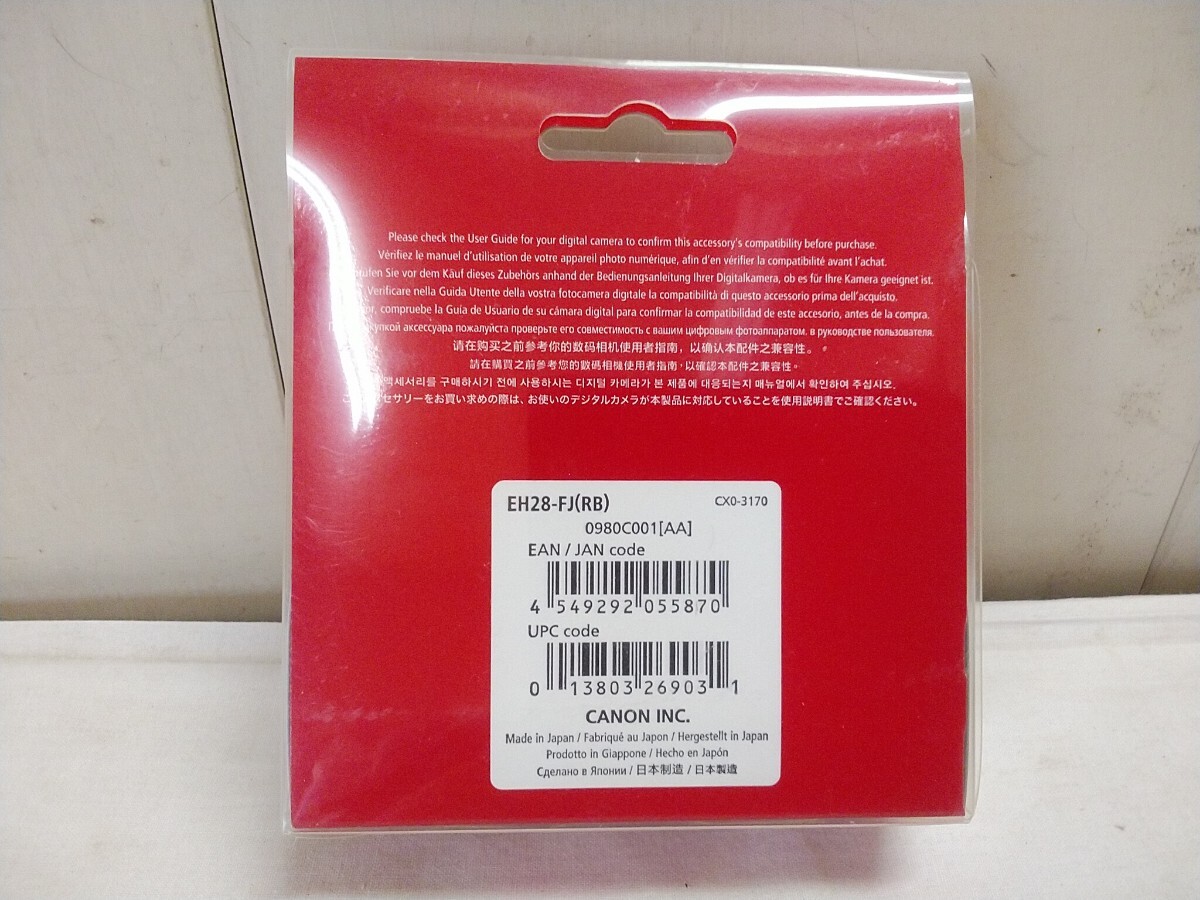 Please check the User Guide for your digital camera to confirm this accessory's compatibility before purchase.
Vérifiez le manuel d'utilisation de votre appareil photo numérique, afin d'en vérifier la compatibilité avant l'achat.
Sie vor dem Käuf dieses Zubehörs anhand der Bedienungsanleitung Ihrer Digitalkamera, ob es für Ihre Kamera geeignet ist.
Verificare nella Guida Utente della vostra fotocamera digitale la compatibilità di questo accessorio prima dell'acquisto.
compruebe la Guía de Usuario de su cámara digital para confirmar la compatibilidad de este accesorio, antes de la compra.
аксессуара пожалуйста проверьте его совместимость с вашим цифровым фотоаппаратом. в руководстве пользователя.
请在购买之前参考你的数码相机使用者指南，以确认本配件之兼容性。
請在購買之前參考您的數碼相機使用者指南，以確認本配件之兼容性。
액세서리를 구매하시기 전에 사용하시는 디지털 카메라가 본 제품에 대응되는지 매뉴얼에서 확인하여 주십시오.
セサリーをお買い求めの際は、お使いのデジタルカメラが本製品に対応していることを使用説明書でご確認ください。
EH28-FJ(RB) CX0-3170
0980C001[AA]
EAN / JAN code
4 549292 055870
UPC code
0 13803 26903 1
CANON INC.
Made in Japan / Fabriqué au Japon / Hergestellt in Japan
Prodotto in Giappone / Hecho en Japón
Сделано в Японии / 日本制造 / 日本製造